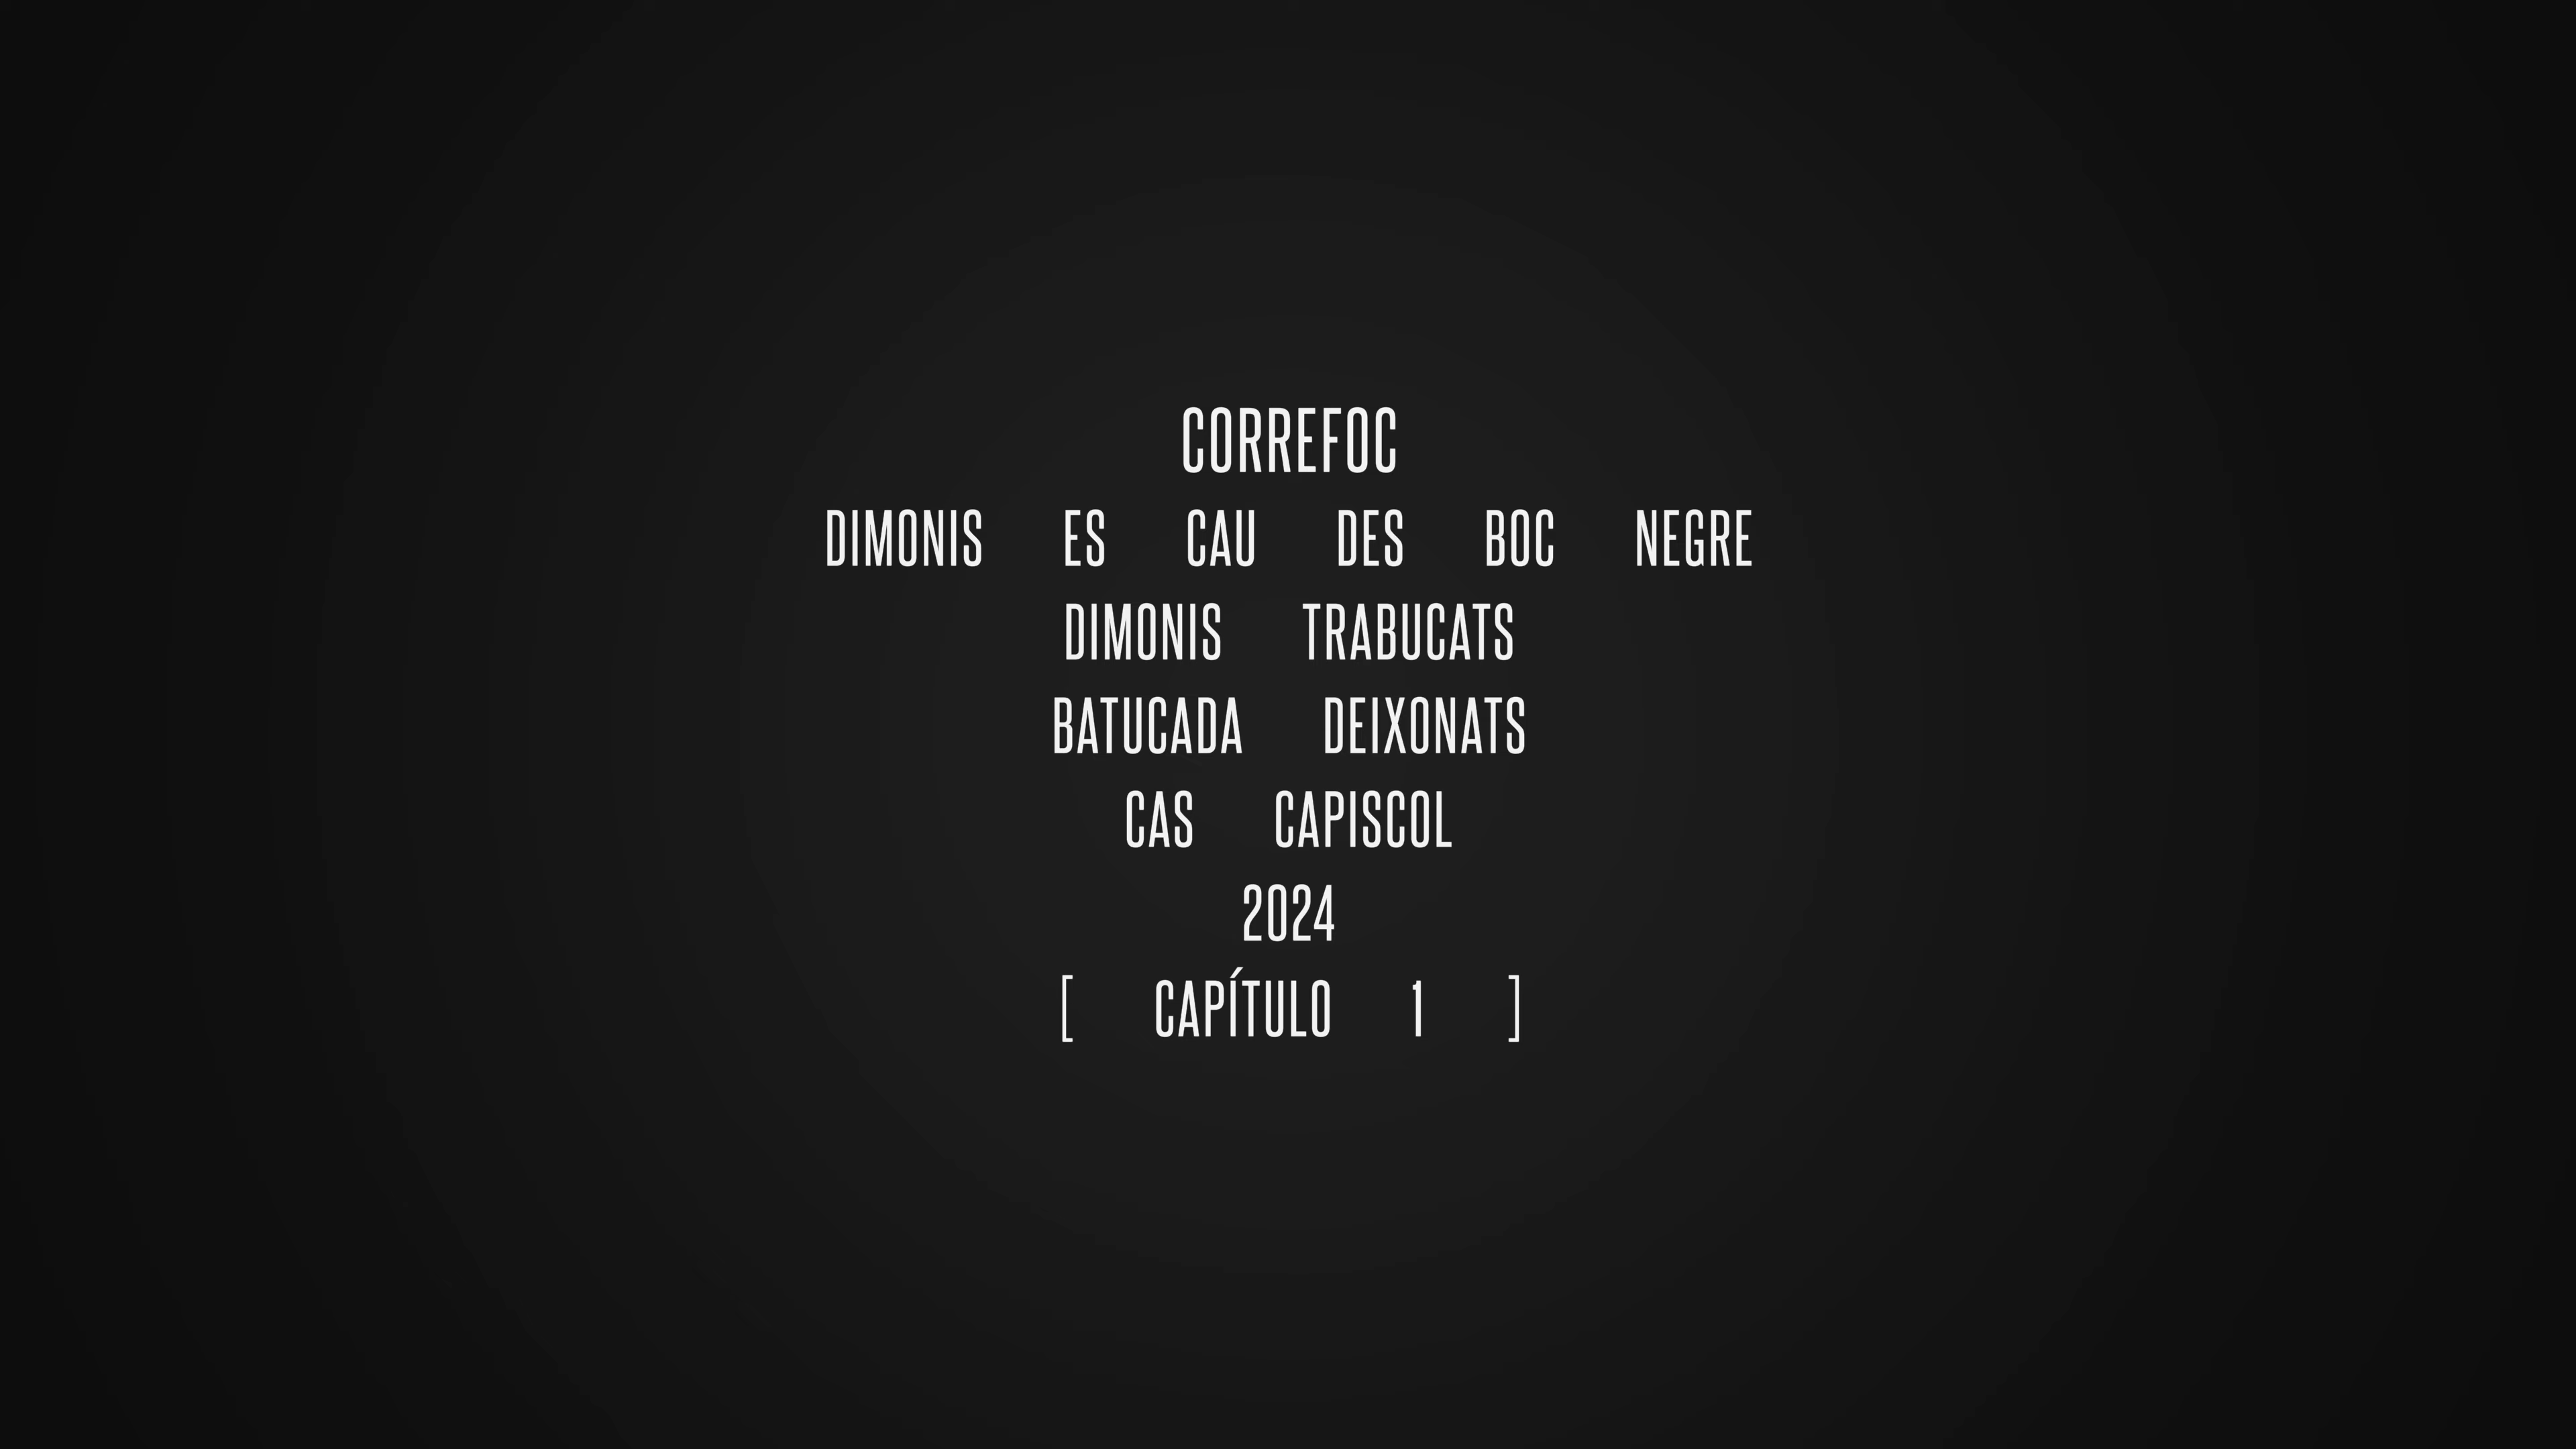 CORREFOC
DIMONIS ES CAU DES BOC NEGRE
DIMONIS TRABUCATS
BATUCADA DEIXONATS
CAS CAPISCOL
2024
[ CAPÍTULO 1 ]